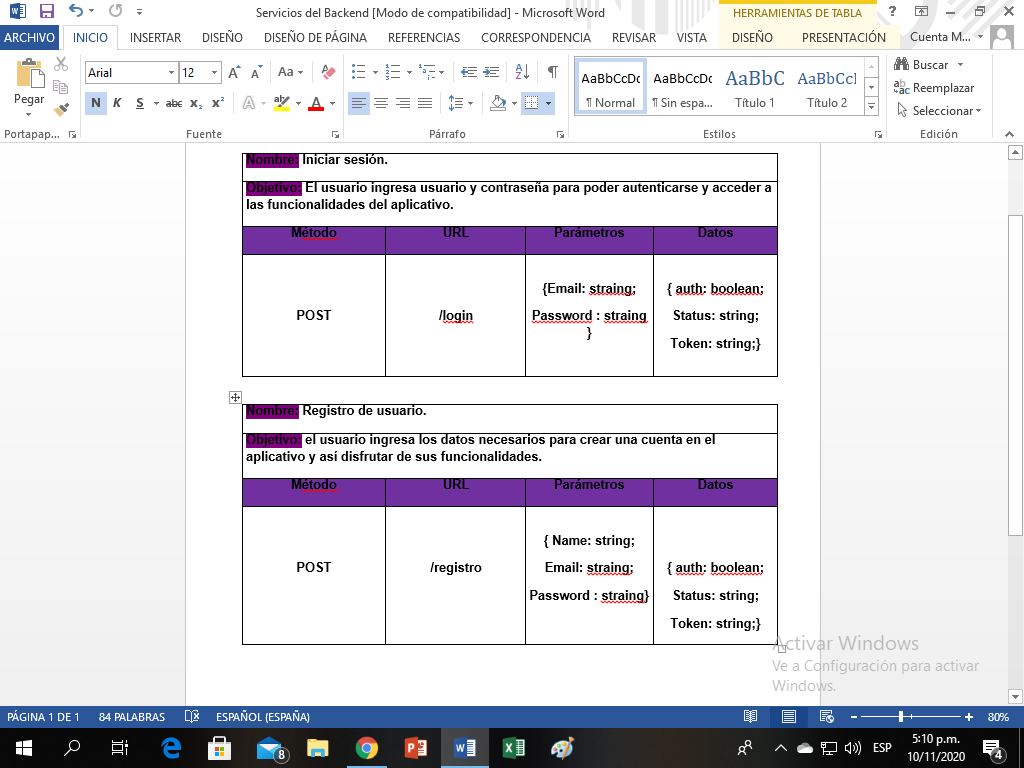 Servicios del Backend [Modo de compatibilidad] - Microsoft Word
HERRAMIENTAS DE TABLA
ARCHIVO INICIO INSERTAR DISEÑO DISEÑO DE PÁGINA REFERENCIAS CORRESPONDENCIA REVISAR VISTA DISEÑO PRESENTACIÓN Cuenta M...
Pegar
Arial 12
N K S abc x₂ x²
Portapap... Fuente Párrafo Estilos Edición
AaBbCcDc AaBbCcDc AaBbC AaBbCcI
¶ Normal ¶ Sin espa... Título 1 Título 2
Buscar
Reemplazar
Seleccionar
Nombre: Iniciar sesión.
Objetivo: El usuario ingresa usuario y contraseña para poder autenticarse y acceder a
las funcionalidades del aplicativo.
Método URL Parámetros Datos
POST
/login
{Email: straing;
Password : straing
}
{ auth: boolean;
Status: string;
Token: string;}
Nombre: Registro de usuario.
Objetivo: el usuario ingresa los datos necesarios para crear una cuenta en el
aplicativo y así disfrutar de sus funcionalidades.
Método URL Parámetros Datos
POST
/registro
{ Name: string;
Email: straing;
Password : straing}
{ auth: boolean;
Status: string;
Token: string;}
Activar Windows
Ve a Configuración para activar
Windows.
PÁGINA 1 DE 1 84 PALABRAS ESPAÑOL (ESPAÑA) 80%
8
ESP
5:10 p.m.
10/11/2020
4